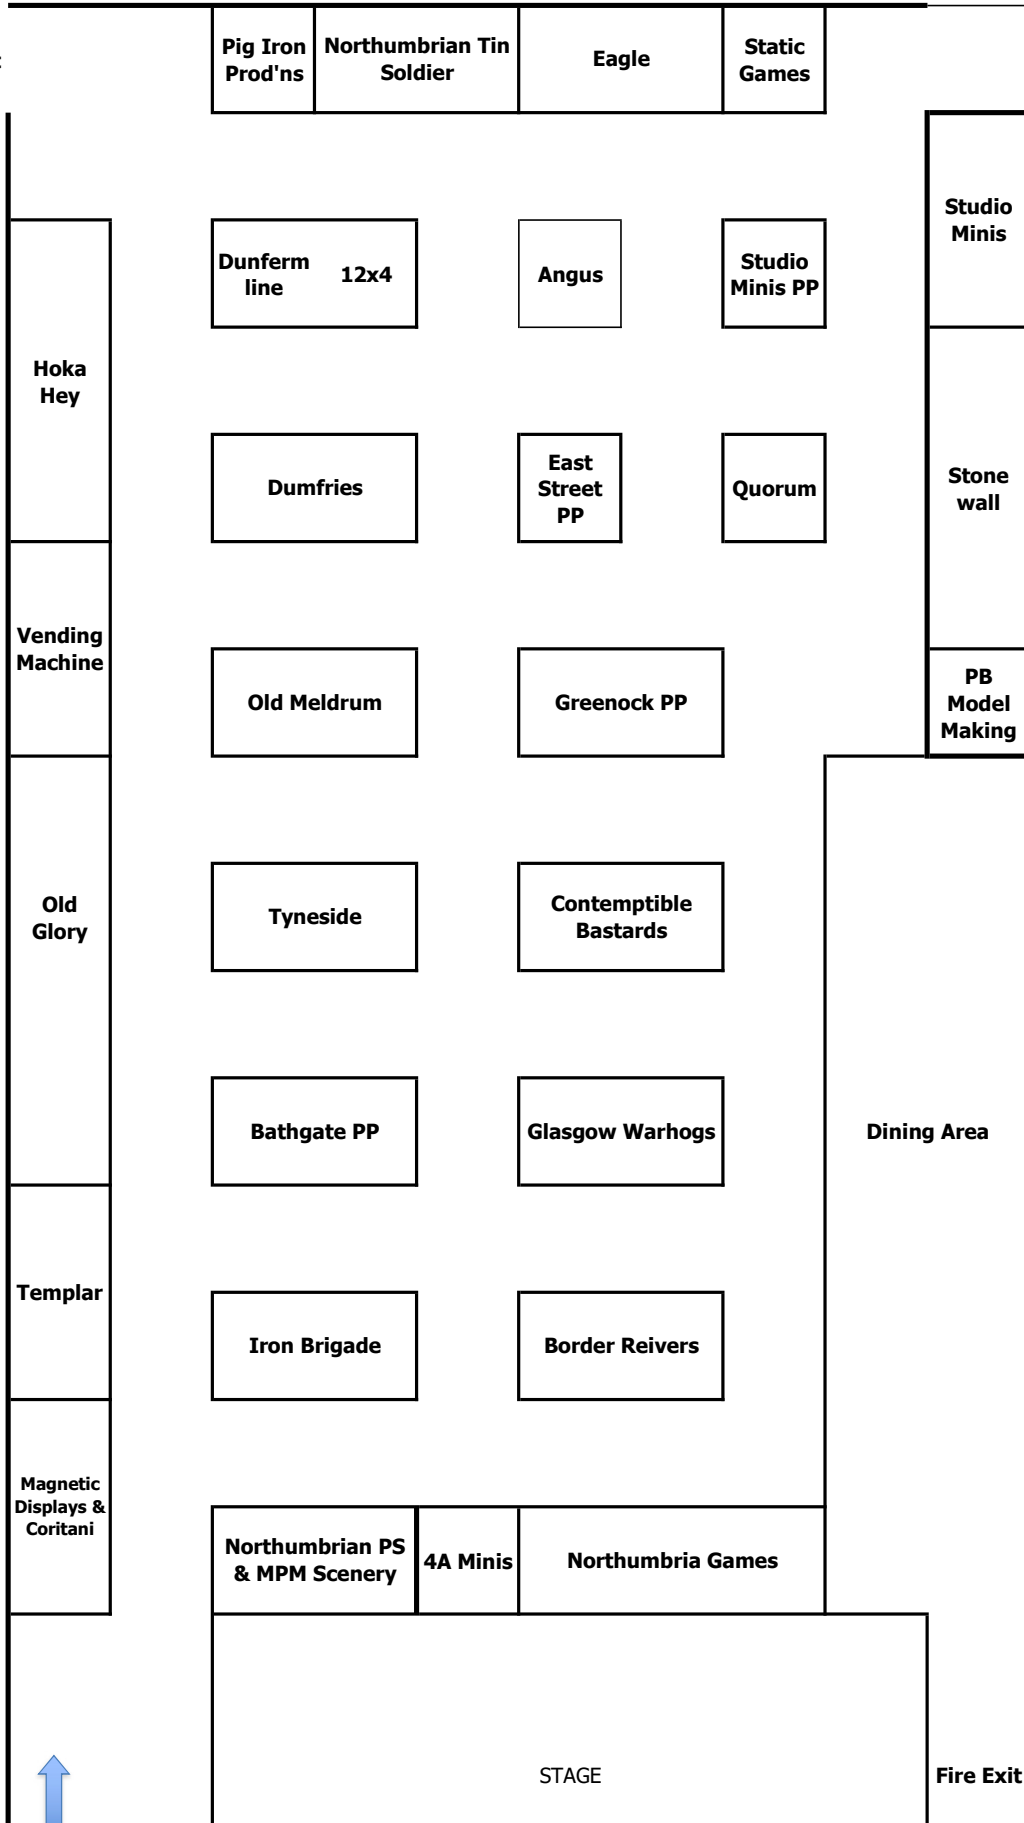 Pig Iron
Prod'ns
Northumbrian Tin
Soldier
Eagle
Static
Games
Studio
Minis
Dunferm
line
12x4
Angus
Studio
Minis PP
Hoka
Hey
Dumfries
East
Street
PP
Quorum
Stone
wall
Vending
Machine
Old Meldrum
Greenock PP
PB
Model
Making
Old
Glory
Tyneside
Contemptible
Bastards
Bathgate PP
Glasgow Warhogs
Dining Area
Templar
Iron Brigade
Border Reivers
Magnetic
Displays &
Coritani
Northumbrian PS
& MPM Scenery
4A Minis
Northumbria Games
STAGE
Fire Exit